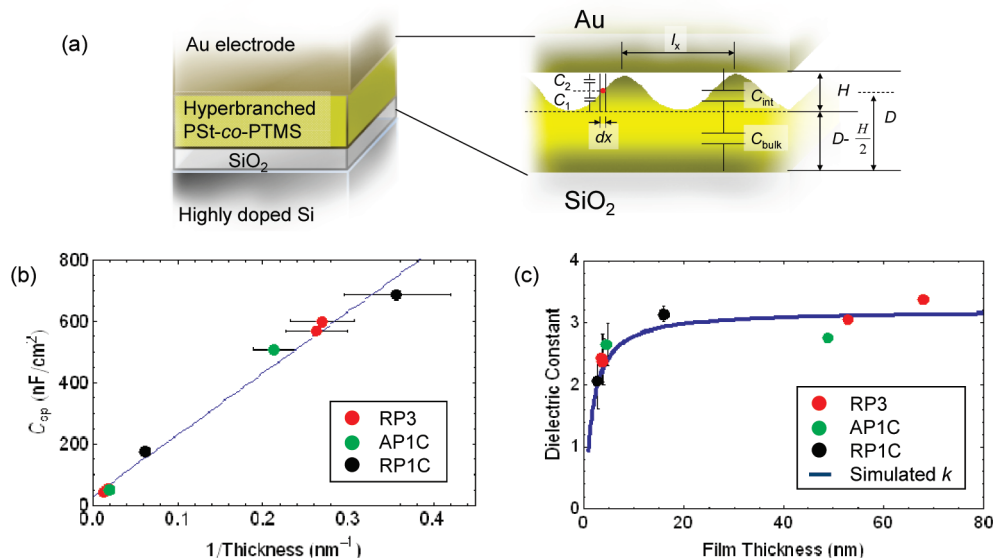 (a)
Au electrode
Hyperbranched
PSt-co-PTMS
SiO2
Highly doped Si
Au
lx
C2
C1
Cint
H
D
dx
Cbulk
D- H/2
SiO2
(b)
800
600
400
200
0
0.0 0.1 0.2 0.3 0.4
Cop (nF/cm2)
1/Thickness (nm–1)
RP3
AP1C
RP1C
(c)
4
3
2
1
0
0 20 40 60 80
Dielectric Constant
Film Thickness (nm)
RP3
AP1C
RP1C
Simulated k